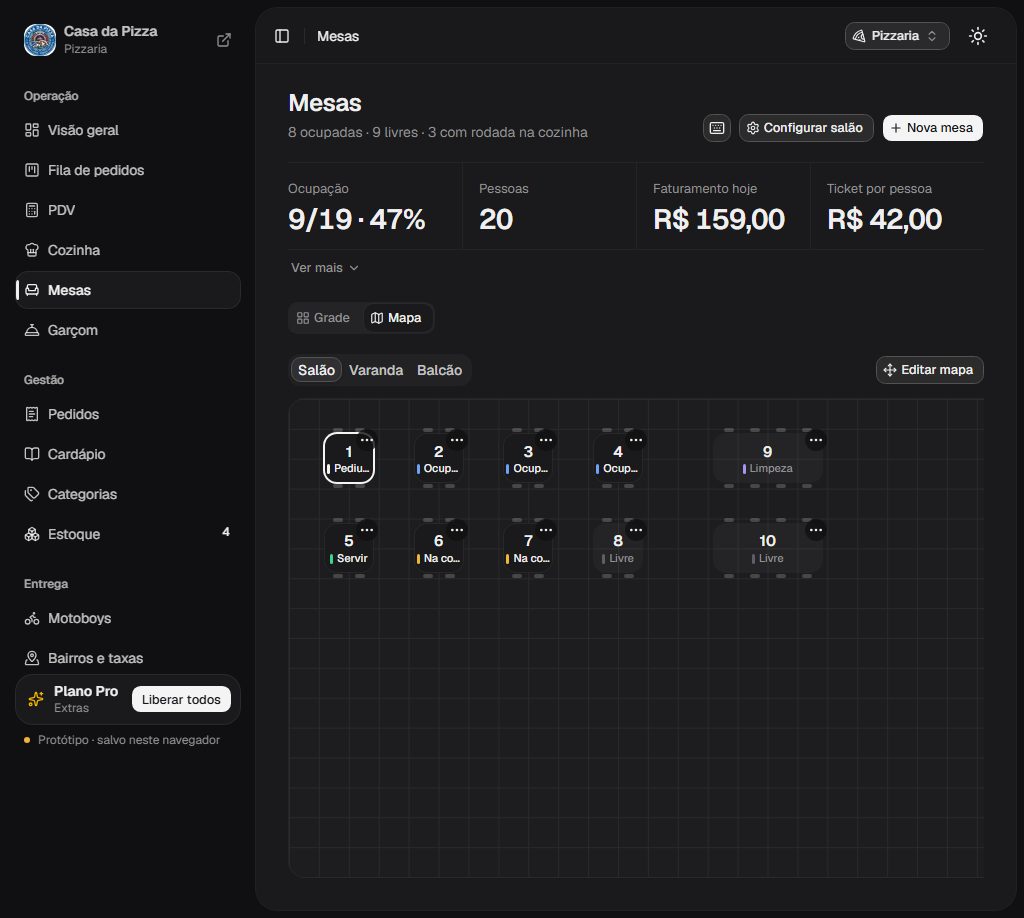 Casa da Pizza
Pizzaria
Operação
Visão geral
Fila de pedidos
PDV
Cozinha
Mesas
Garçom
Gestão
Pedidos
Cardápio
Categorias
Estoque 4
Entrega
Motoboys
Bairros e taxas
Plano Pro
Extras
Liberar todos
Protótipo · salvo neste navegador
Mesas
Pizzaria
Mesas
8 ocupadas · 9 livres · 3 com rodada na cozinha
Configurar salão
Nova mesa
Ocupação
9/19 · 47%
Pessoas
20
Faturamento hoje
R$ 159,00
Ticket por pessoa
R$ 42,00
Ver mais
Grade
Mapa
Salão
Varanda
Balcão
Editar mapa
1
Pediu...
2
Ocup...
3
Ocup...
4
Ocup...
9
Limpeza
5
Servir
6
Na co...
7
Na co...
8
Livre
10
Livre